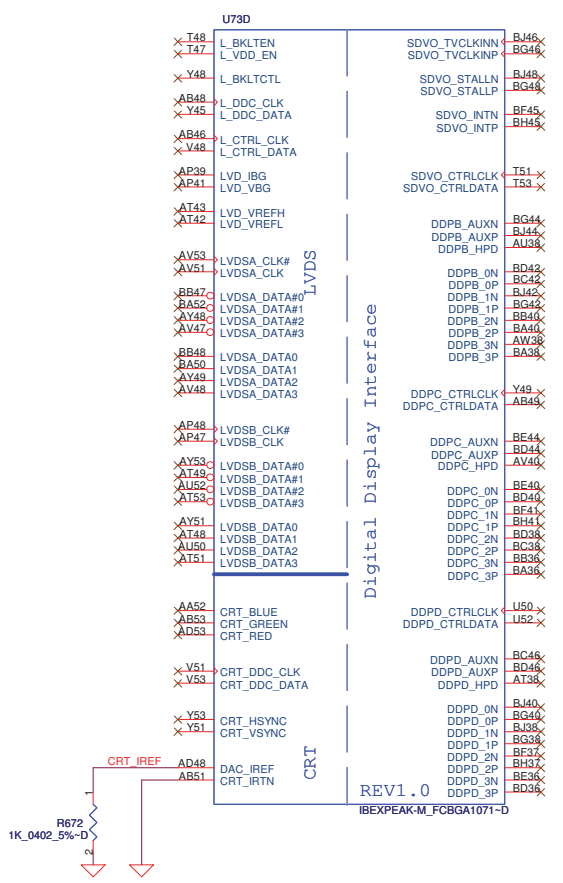 U73D
T48 L_BKLTEN
T47 L_VDD_EN
Y48 L_BKLTCTL
AB48 L_DDC_CLK
Y45 L_DDC_DATA
AB46 L_CTRL_CLK
V48 L_CTRL_DATA
AP39 LVD_IBG
AP41 LVD_VBG
AT43 LVD_VREFH
AT42 LVD_VREFL
AV53 LVDSA_CLK#
AV51 LVDSA_CLK
BB47 LVDSA_DATA#0
BA52 LVDSA_DATA#1
AY48 LVDSA_DATA#2
AV47 LVDSA_DATA#3
BB48 LVDSA_DATA0
BA50 LVDSA_DATA1
AY49 LVDSA_DATA2
AV48 LVDSA_DATA3
AP48 LVDSB_CLK#
AP47 LVDSB_CLK
AY53 LVDSB_DATA#0
AT49 LVDSB_DATA#1
AU52 LVDSB_DATA#2
AT53 LVDSB_DATA#3
AY51 LVDSB_DATA0
AT48 LVDSB_DATA1
AU50 LVDSB_DATA2
AT51 LVDSB_DATA3
AA52 CRT_BLUE
AB53 CRT_GREEN
AD53 CRT_RED
V51 CRT_DDC_CLK
V53 CRT_DDC_DATA
Y53 CRT_HSYNC
Y51 CRT_VSYNC
CRT_IREF AD48 DAC_IREF
AB51 CRT_IRTN
LVDS
CRT
Digital Display Interface
SDVO_TVCLKINN BJ46
SDVO_TVCLKINP BG46
SDVO_STALLN BJ48
SDVO_STALLP BG48
SDVO_INTN BF45
SDVO_INTP BH45
SDVO_CTRLCLK T51
SDVO_CTRLDATA T53
DDPB_AUXN BG44
DDPB_AUXP BJ44
DDPB_HPD AU38
DDPB_0N BD42
DDPB_0P BC42
DDPB_1N BJ42
DDPB_1P BG42
DDPB_2N BB40
DDPB_2P BA40
DDPB_3N AW38
DDPB_3P BA38
DDPC_CTRLCLK Y49
DDPC_CTRLDATA AB49
DDPC_AUXN BE44
DDPC_AUXP BD44
DDPC_HPD AV40
DDPC_0N BE40
DDPC_0P BD40
DDPC_1N BF41
DDPC_1P BH41
DDPC_2N BD38
DDPC_2P BC38
DDPC_3N BB36
DDPC_3P BA36
DDPD_CTRLCLK U50
DDPD_CTRLDATA U52
DDPD_AUXN BC46
DDPD_AUXP BD46
DDPD_HPD AT38
DDPD_0N BJ40
DDPD_0P BG40
DDPD_1N BJ38
DDPD_1P BG38
DDPD_2N BF37
DDPD_2P BH37
DDPD_3N BE36
DDPD_3P BD36
REV1.0
IBEXPEAK-M_FCBGA1071~D
1
R672
1K_0402_5%~D
2